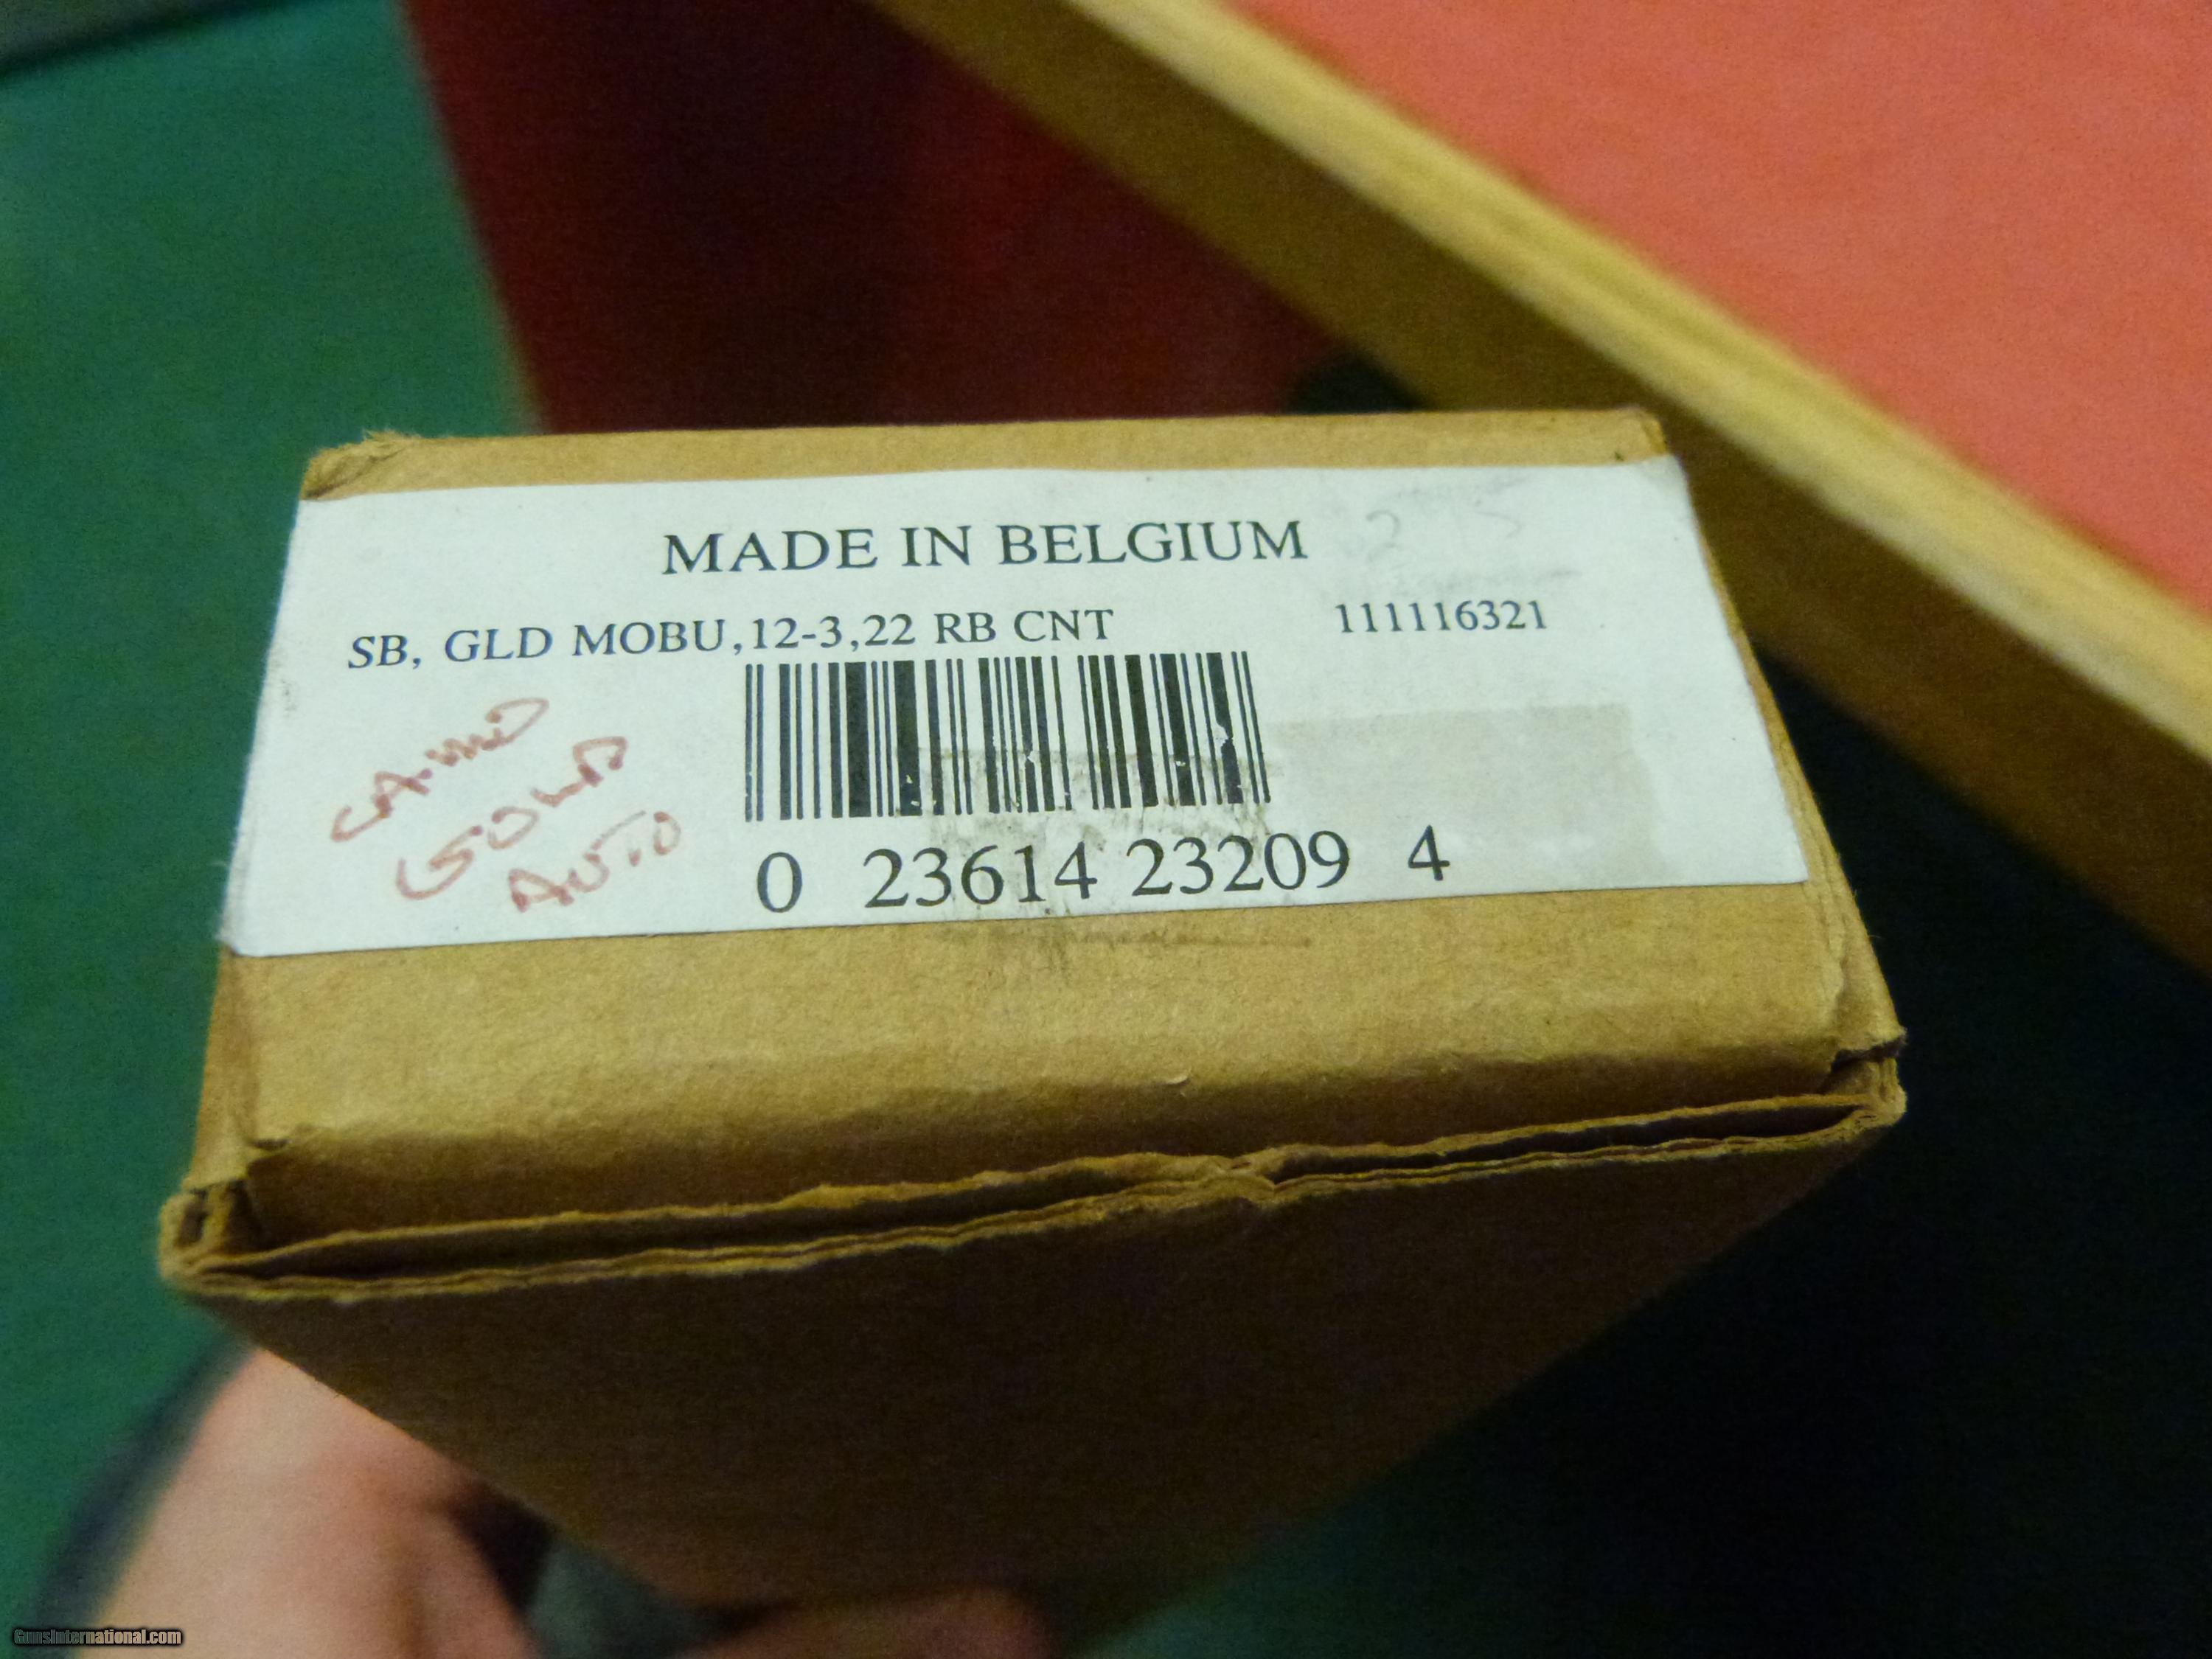 MADE IN BELGIUM
SB, GLD MOBU,12-3,22 RB CNT 111116321
CAMO
GOLD
AUTO
0 23614 23209 4
GunsInternational.com